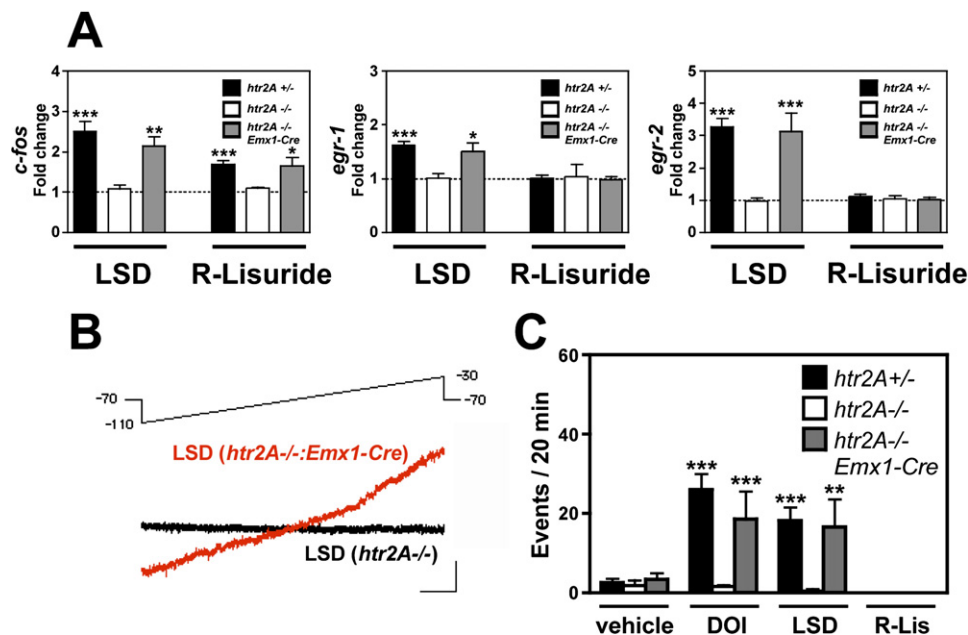 A
c-fos
Fold change
4
3
2
1
0
***
**
***
*
htr2A +/-
htr2A -/-
htr2A -/-
Emx1-Cre
LSD
R-Lisuride
egr-1
Fold change
3
2
1
0
***
*
htr2A +/-
htr2A -/-
htr2A -/-
Emx1-Cre
LSD
R-Lisuride
egr-2
Fold change
5
4
3
2
1
0
***
***
htr2A +/-
htr2A -/-
htr2A -/-
Emx1-Cre
LSD
R-Lisuride
B
-70
-110
-30
-70
LSD (htr2A-/-:Emx1-Cre)
LSD (htr2A-/-)
C
Events / 20 min
60
40
20
0
***
***
***
**
htr2A+/-
htr2A-/-
htr2A-/-
Emx1-Cre
vehicle
DOI
LSD
R-Lis